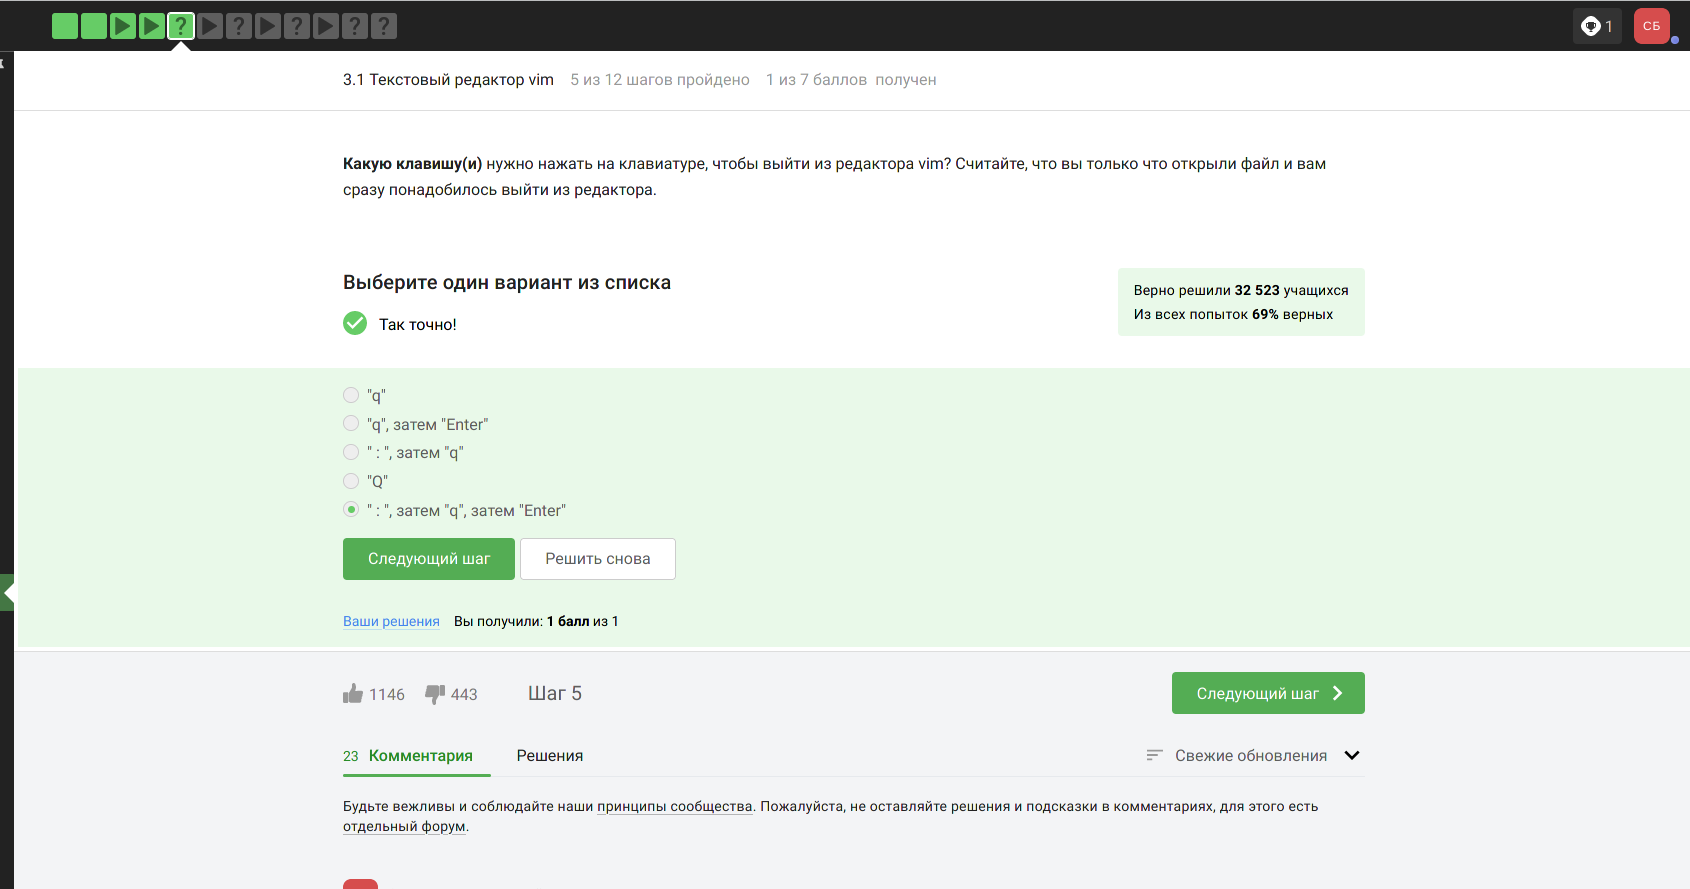 ? ? ? ? ?
1
СБ
3.1 Текстовый редактор vim 5 из 12 шагов пройдено 1 из 7 баллов получен
Какую клавишу(и) нужно нажать на клавиатуре, чтобы выйти из редактора vim? Считайте, что вы только что открыли файл и вам
сразу понадобилось выйти из редактора.
Выберите один вариант из списка
Так точно!
Верно решили 32 523 учащихся
Из всех попыток 69% верных
"q"
"q", затем "Enter"
" : ", затем "q"
"Q"
" : ", затем "q", затем "Enter"
Следующий шаг Решить снова
Ваши решения Вы получили: 1 балл из 1
1146 443 Шаг 5 Следующий шаг
23 Комментария Решения Свежие обновления
Будьте вежливы и соблюдайте наши принципы сообщества. Пожалуйста, не оставляйте решения и подсказки в комментариях, для этого есть
отдельный форум.